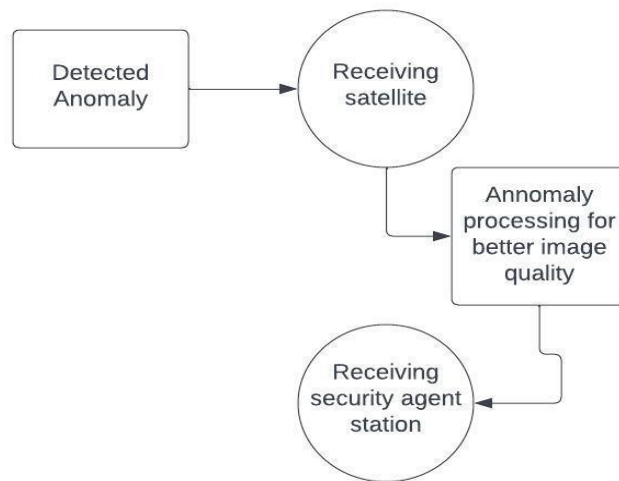 Detected
Anomaly
Receiving
satellite
Annomaly
processing for
better image
quality
Receiving
security agent
station